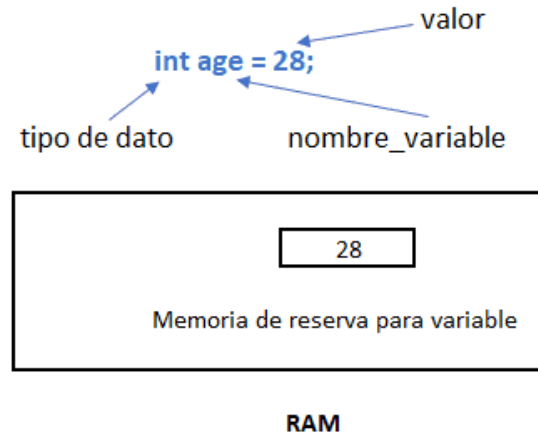 valor
int age = 28;
tipo de dato
nombre_variable
28
Memoria de reserva para variable
RAM